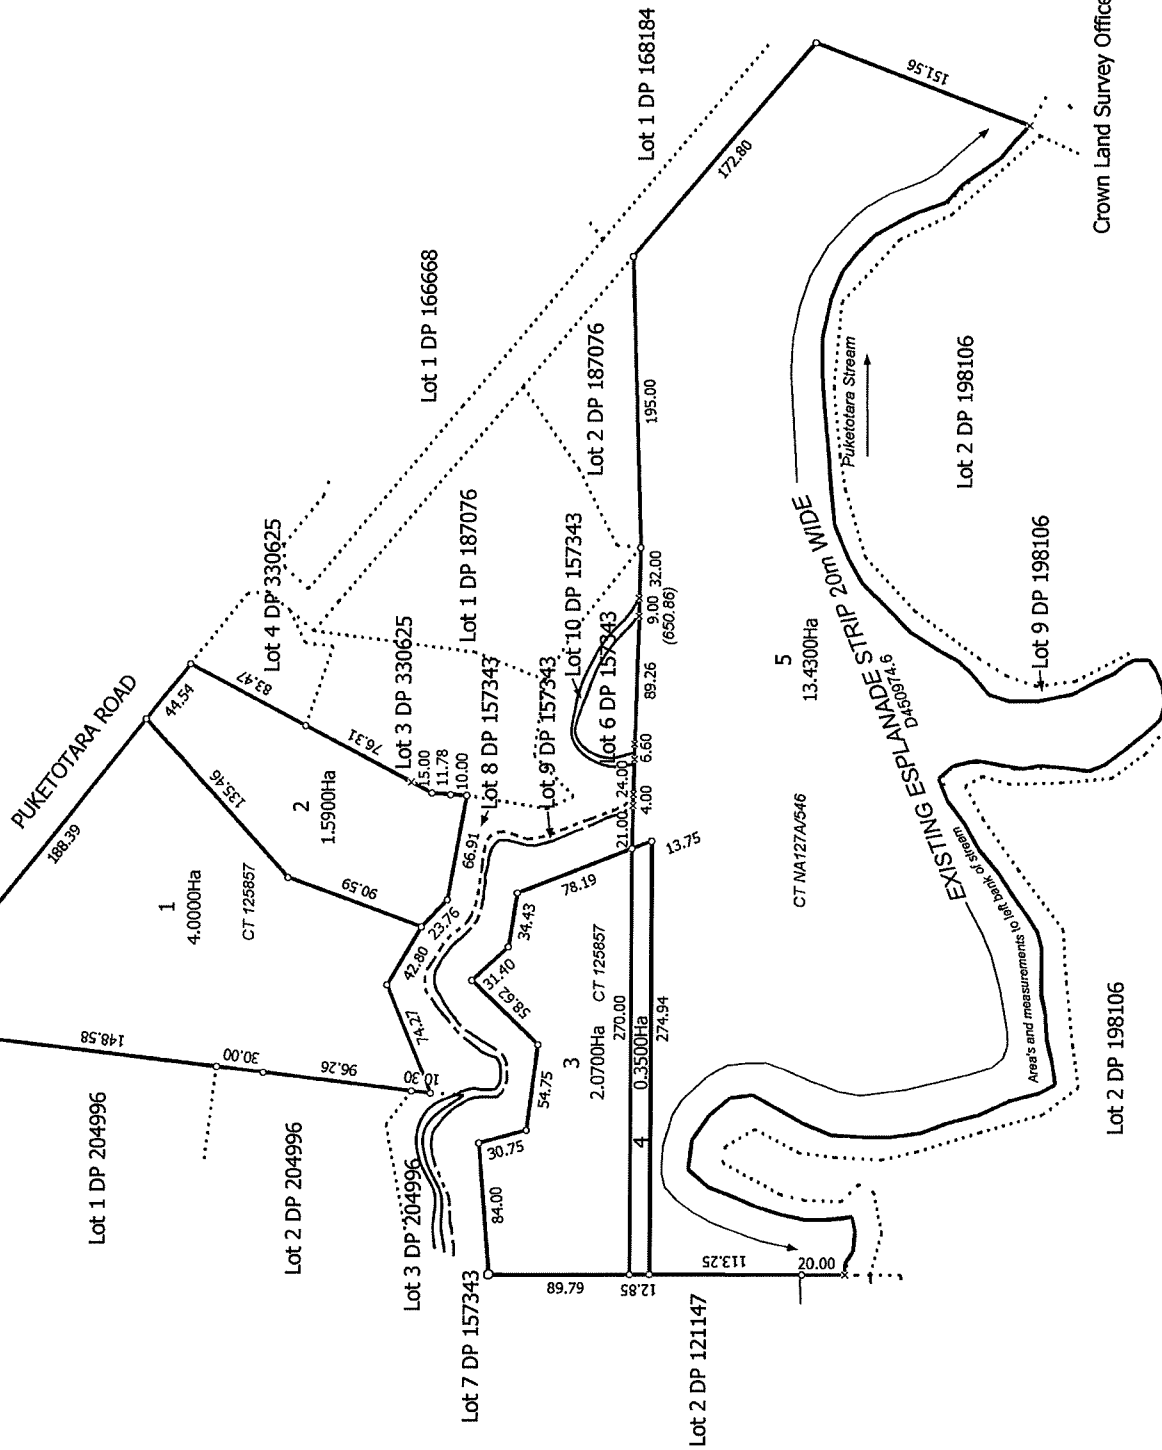 Lot 1 DP 168184
Crown Land Survey Office
151.56
172.80
Lot 1 DP 166668
Lot 2 DP 187076
195.00
Puketotara Stream
Lot 2 DP 198106
Lot 4 DP 330625
Lot 1 DP 187076
Lot 10 DP 157343
32.00
9.00
(650.86)
PUKETOTARA ROAD
44.54
83.47
76.31
Lot 3 DP 330625
Lot 8 DP 157343
Lot 9 DP 157343
Lot 6 DP 157343
89.26
5
13.4300Ha
EXISTING ESPLANADE STRIP 20m WIDE
D450974.6
Lot 9 DP 198106
188.39
135.46
2
1.5900Ha
15.00
11.78
10.00
6.60
24.00
4.00
21.00
13.75
CT NA127A/546
1
4.0000Ha
CT 125857
90.59
66.91
23.76
42.80
74.27
78.19
34.43
31.40
58.62
54.75
30.75
84.00
3
2.0700Ha
CT 125857
270.00
4
0.3500Ha
274.94
Area's and measurements to left bank of stream
148.58
30.00
96.26
10.30
Lot 1 DP 204996
Lot 2 DP 204996
Lot 3 DP 204996
Lot 7 DP 157343
67.68
12.85
113.25
20.00
Lot 2 DP 121147
Lot 2 DP 198106